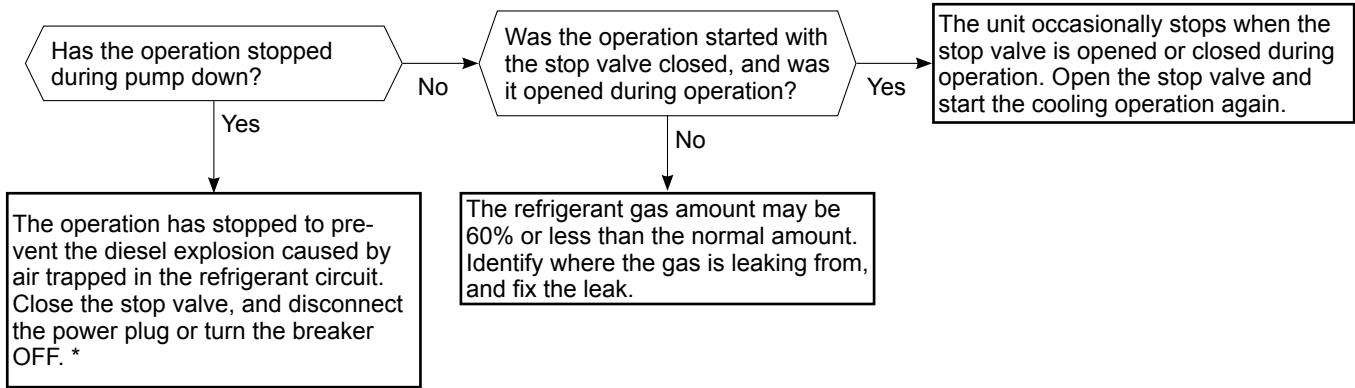 Has the operation stopped
during pump down?
No
Yes
Was the operation started with
the stop valve closed, and was
it opened during operation?
Yes
No
The unit occasionally stops when the
stop valve is opened or closed during
operation. Open the stop valve and
start the cooling operation again.
The operation has stopped to pre-
vent the diesel explosion caused by
air trapped in the refrigerant circuit.
Close the stop valve, and disconnect
the power plug or turn the breaker
OFF. *
The refrigerant gas amount may be
60% or less than the normal amount.
Identify where the gas is leaking from,
and fix the leak.